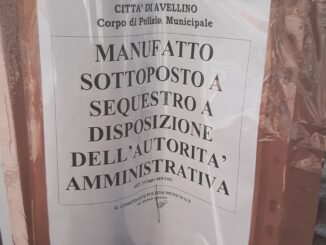 CITTA' DI AVELLINO
Corpo di Polizia Municipale
MANUFATTO
SOTTOPOSTO A
SEQUESTRO A
DISPOSIZIONE
DELL'AUTORITA'
AMMINISTRATIVA
IL COMANDANTE POLIZIA MUNICIPALE